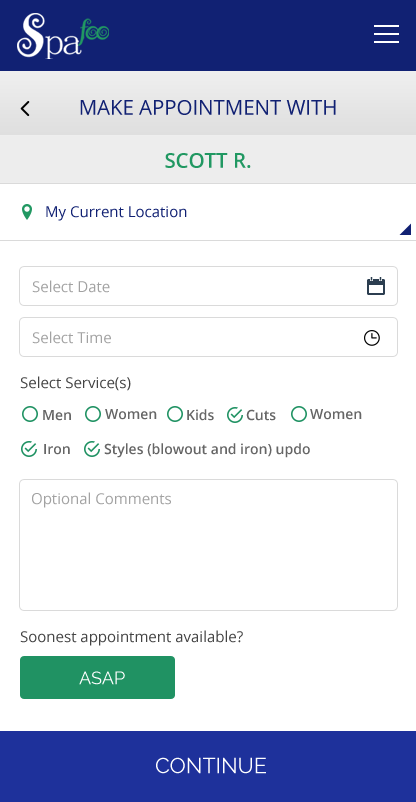 Spafoo
MAKE APPOINTMENT WITH
SCOTT R.
My Current Location
Select Date
Select Time
Select Service(s)
Men Women Kids Cuts Women
Iron Styles (blowout and iron) updo
Optional Comments
Soonest appointment available?
ASAP
CONTINUE